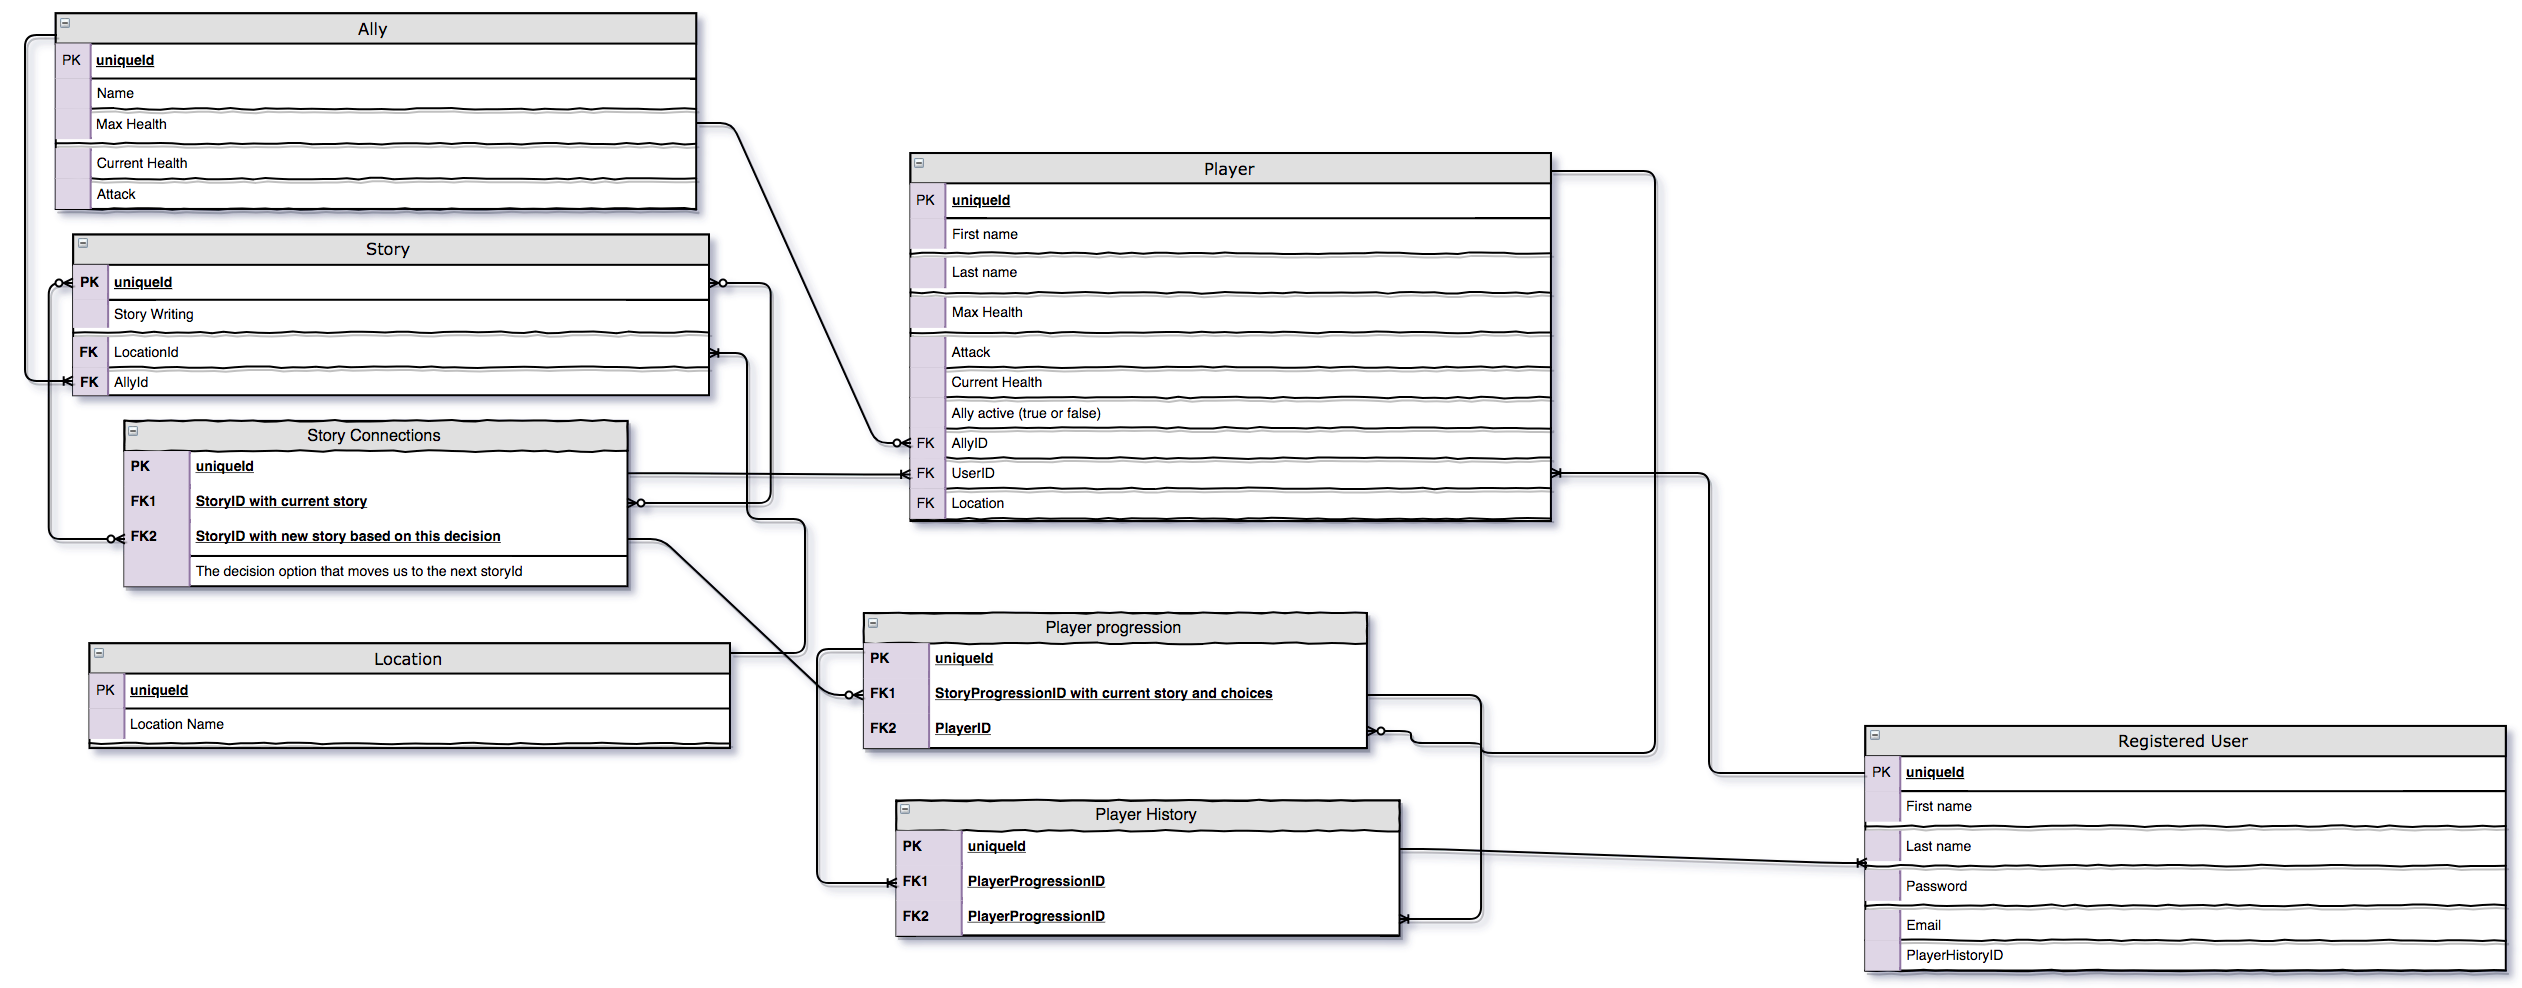 Ally
PK uniqueId
Name
Max Health
Current Health
Attack
Story
PK uniqueId
Story Writing
FK LocationId
FK AllyId
Story Connections
PK uniqueId
FK1 StoryID with current story
FK2 StoryID with new story based on this decision
The decision option that moves us to the next storyId
Location
PK uniqueId
Location Name
Player
PK uniqueId
First name
Last name
Max Health
Attack
Current Health
Ally active (true or false)
FK AllyID
FK UserID
FK Location
Player progression
PK uniqueId
FK1 StoryProgressionID with current story and choices
FK2 PlayerID
Player History
PK uniqueId
FK1 PlayerProgressionID
FK2 PlayerProgressionID
Registered User
PK uniqueId
First name
Last name
Password
Email
PlayerHistoryID